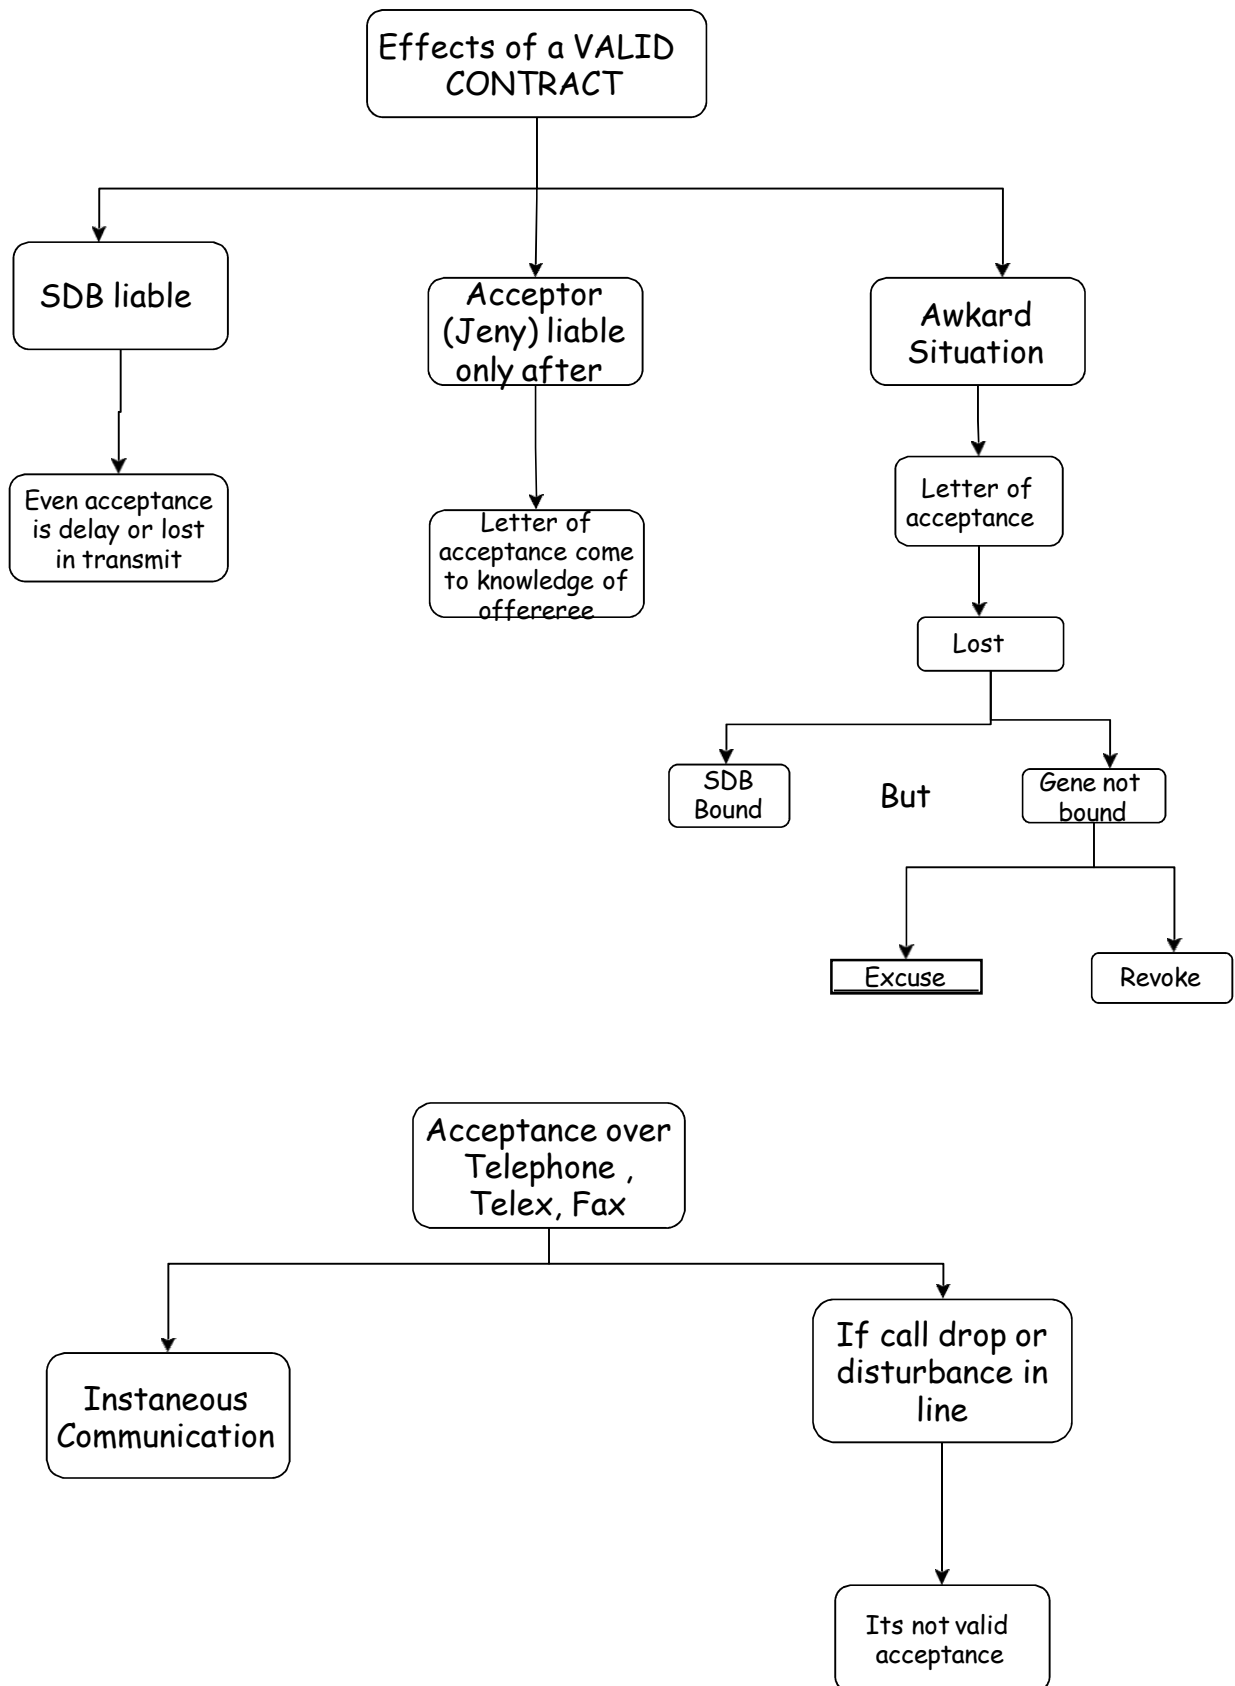 Effects of a VALID
CONTRACT
SDB liable
Acceptor
(Jeny) liable
only after
Awkard
Situation
Even acceptance
is delay or lost
in transmit
Letter of
acceptance come
to knowledge of
offereree
Letter of
acceptance
Lost
SDB
Bound
But
Gene not
bound
Excuse
Revoke
Acceptance over
Telephone ,
Telex, Fax
Instaneous
Communication
If call drop or
disturbance in
line
Its not valid
acceptance